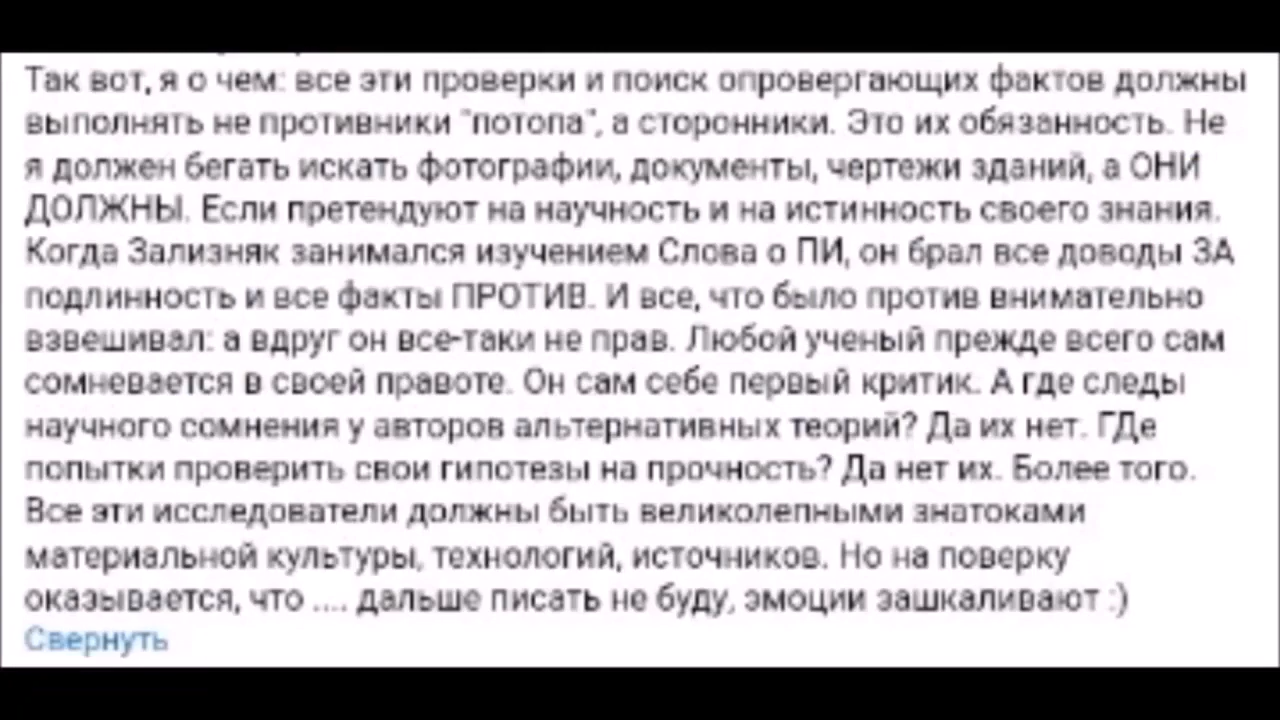 Так вот, я о чем: все эти проверки и поиск опровергающих фактов должны
выполнять не противники "потопа", а сторонники. Это их обязанность. Не
я должен бегать искать фотографии, документы, чертежи зданий, а ОНИ
ДОЛЖНЫ. Если претендуют на научность и на истинность своего знания.
Когда Зализняк занимался изучением Слова о ПИ, он брал все доводы ЗА
подлинность и все факты ПРОТИВ. И все, что было против внимательно
взвешивал: а вдруг он все-таки не прав. Любой ученый прежде всего сам
сомневается в своей правоте. Он сам себе первый критик. А где следы
научного сомнения у авторов альтернативных теорий? Да их нет. ГДе
попытки проверить свои гипотезы на прочность? Да нет их. Более того.
Все эти исследователи должны быть великолепными знатоками
материальной культуры, технологий, источников. Но на поверку
оказывается, что .... дальше писать не буду, эмоции зашкаливают :)
Свернуть